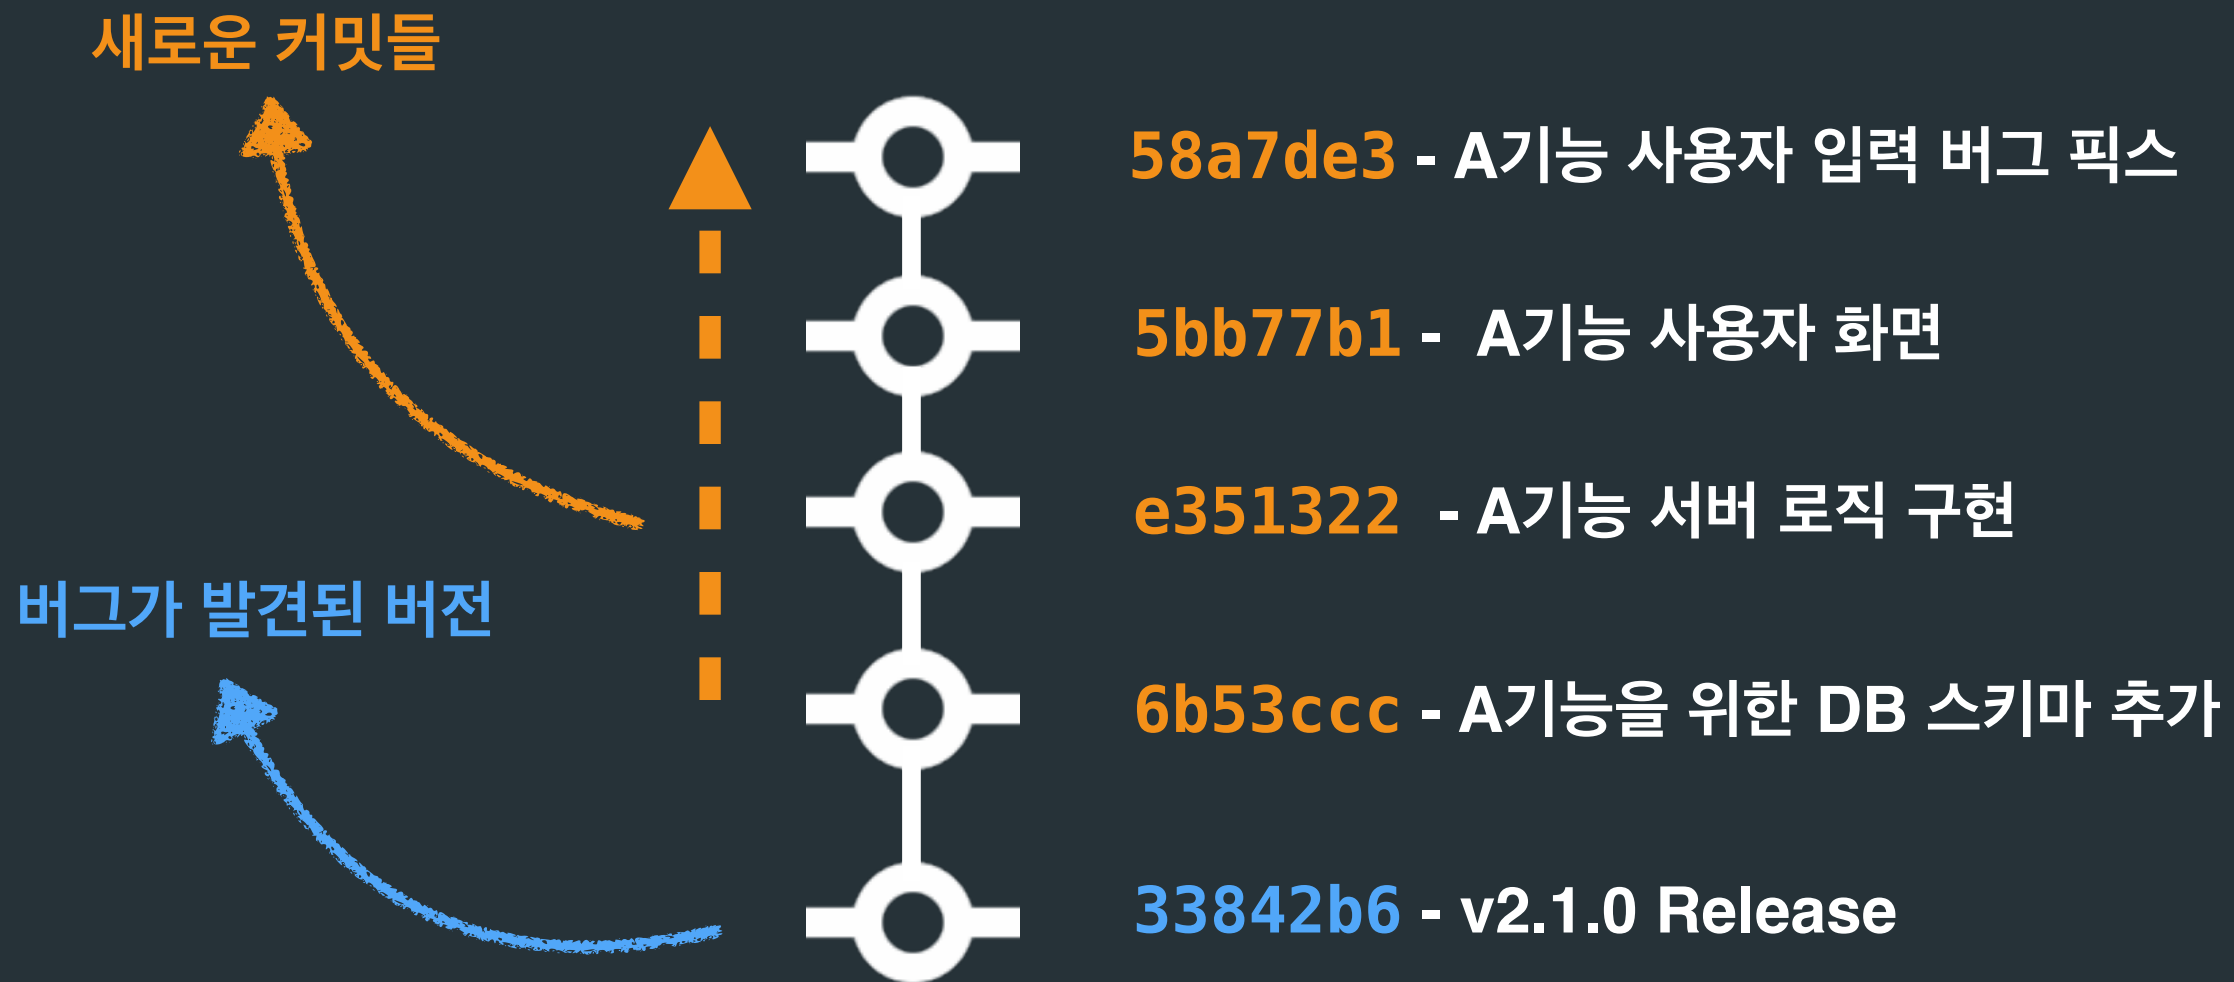 새로운 커밋들
58a7de3 - A기능 사용자 입력 버그 픽스
5bb77b1 - A기능 사용자 화면
e351322 - A기능 서버 로직 구현
버그가 발견된 버전
6b53ccc - A기능을 위한 DB 스키마 추가
33842b6 - v2.1.0 Release